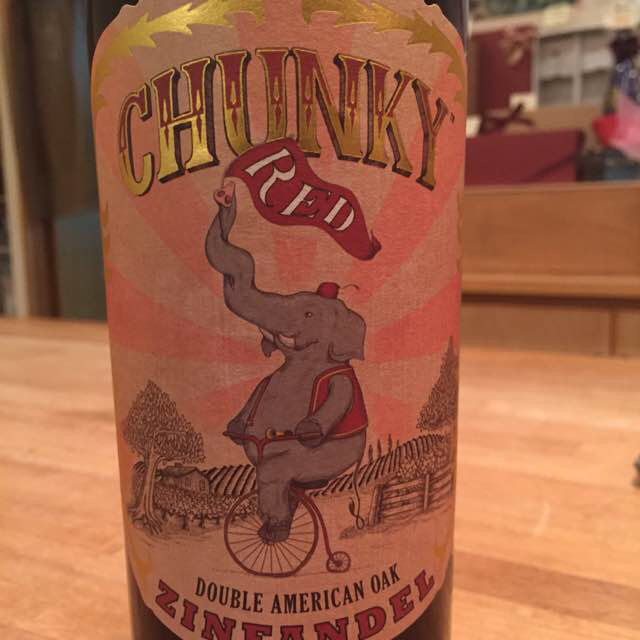 CHUNKY
RED
DOUBLE AMERICAN OAK
ZINFANDEL